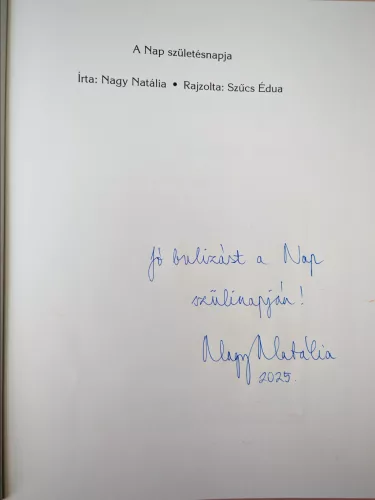 A Nap születésnapja
Írta: Nagy Natália • Rajzolta: Szűcs Édua
Jó bulizást a Nap
szülinapján!
Nagy Natália
2025.